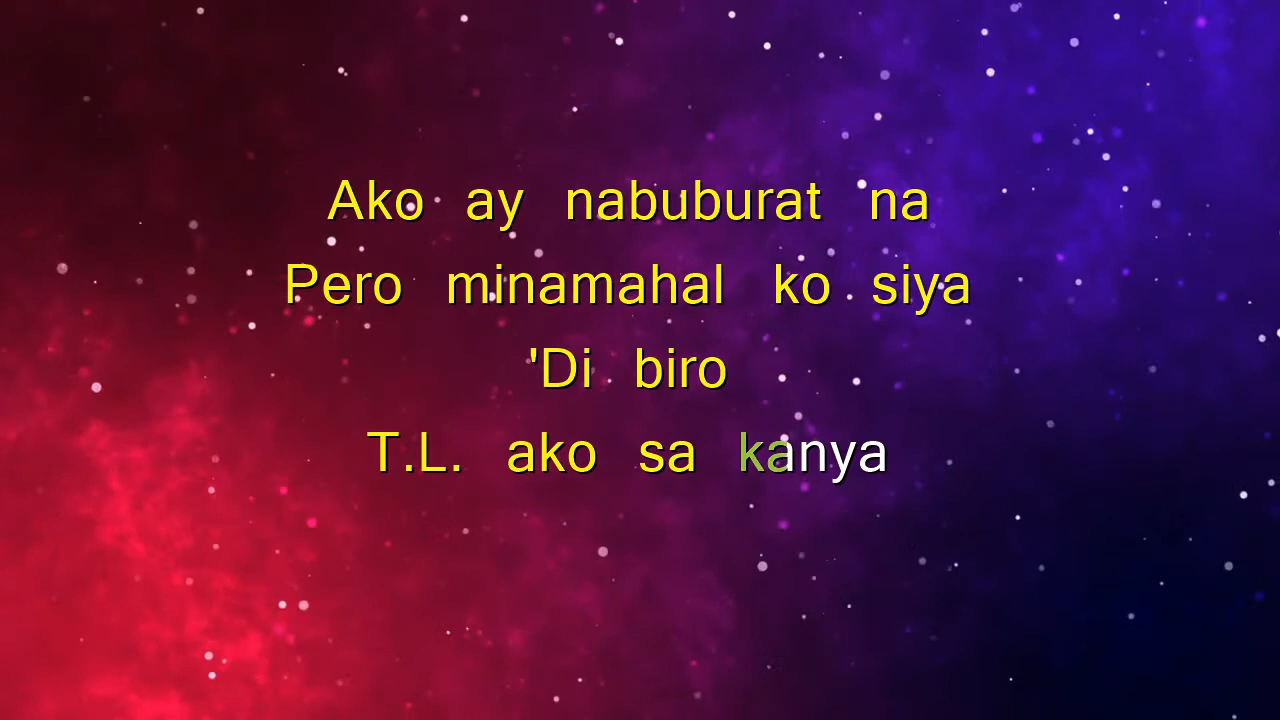 Ako ay nabuburat na
Pero minamahal ko siya
'Di biro
T.L. ako sa kanya